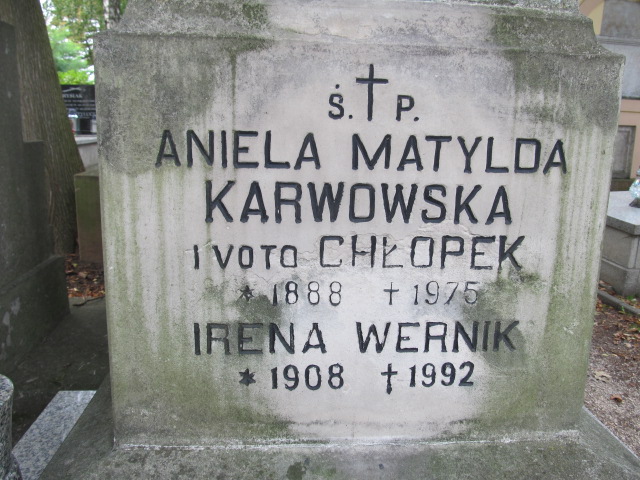 Ś. † P.
ANIELA MATYLDA
KARWOWSKA
I VOTO CHŁOPEK
* 1888 † 1975
IRENA WERNIK
* 1908 † 1992